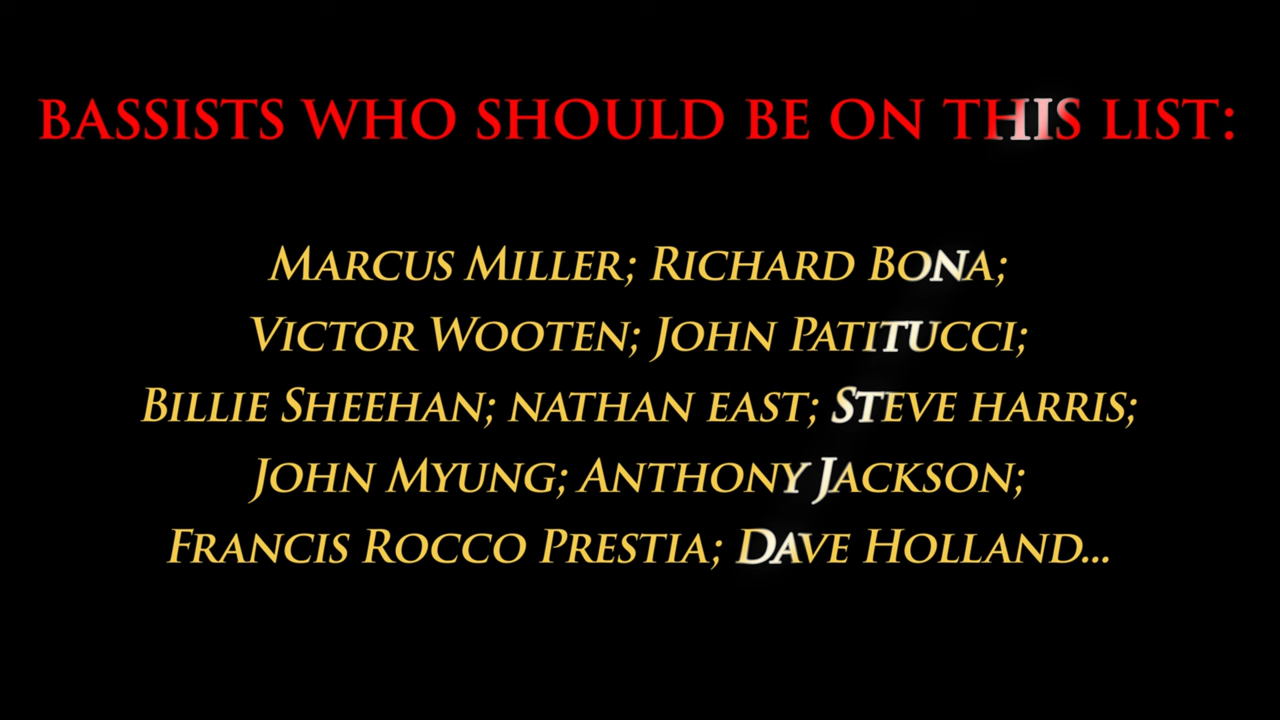 BASSISTS WHO SHOULD BE ON THIS LIST:
MARCUS MILLER; RICHARD BONA;
VICTOR WOOTEN; JOHN PATITUCCI;
BILLIE SHEEHAN; NATHAN EAST; STEVE HARRIS;
JOHN MYUNG; ANTHONY JACKSON;
FRANCIS ROCCO PRESTIA; DAVE HOLLAND...